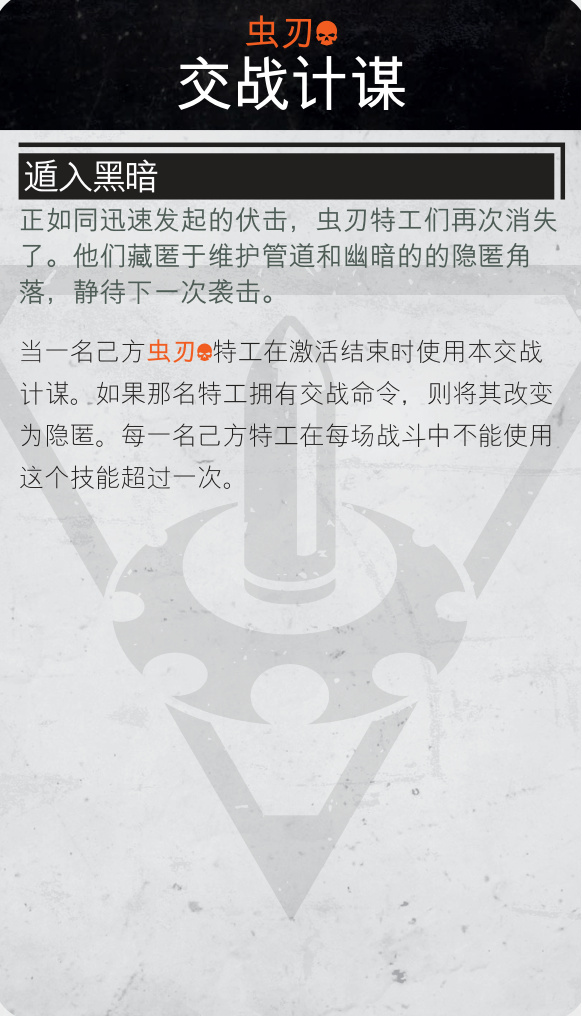 虫刃
交战计谋
遁入黑暗
正如同迅速发起的伏击，虫刃特工们再次消失
了。他们藏匿于维护管道和幽暗的的隐匿角
落，静待下一次袭击。
当一名己方虫刃特工在激活结束时使用本交战
计谋。如果那名特工拥有交战命令，则将其改变
为隐匿。每一名己方特工在每场战斗中不能使用
这个技能超过一次。